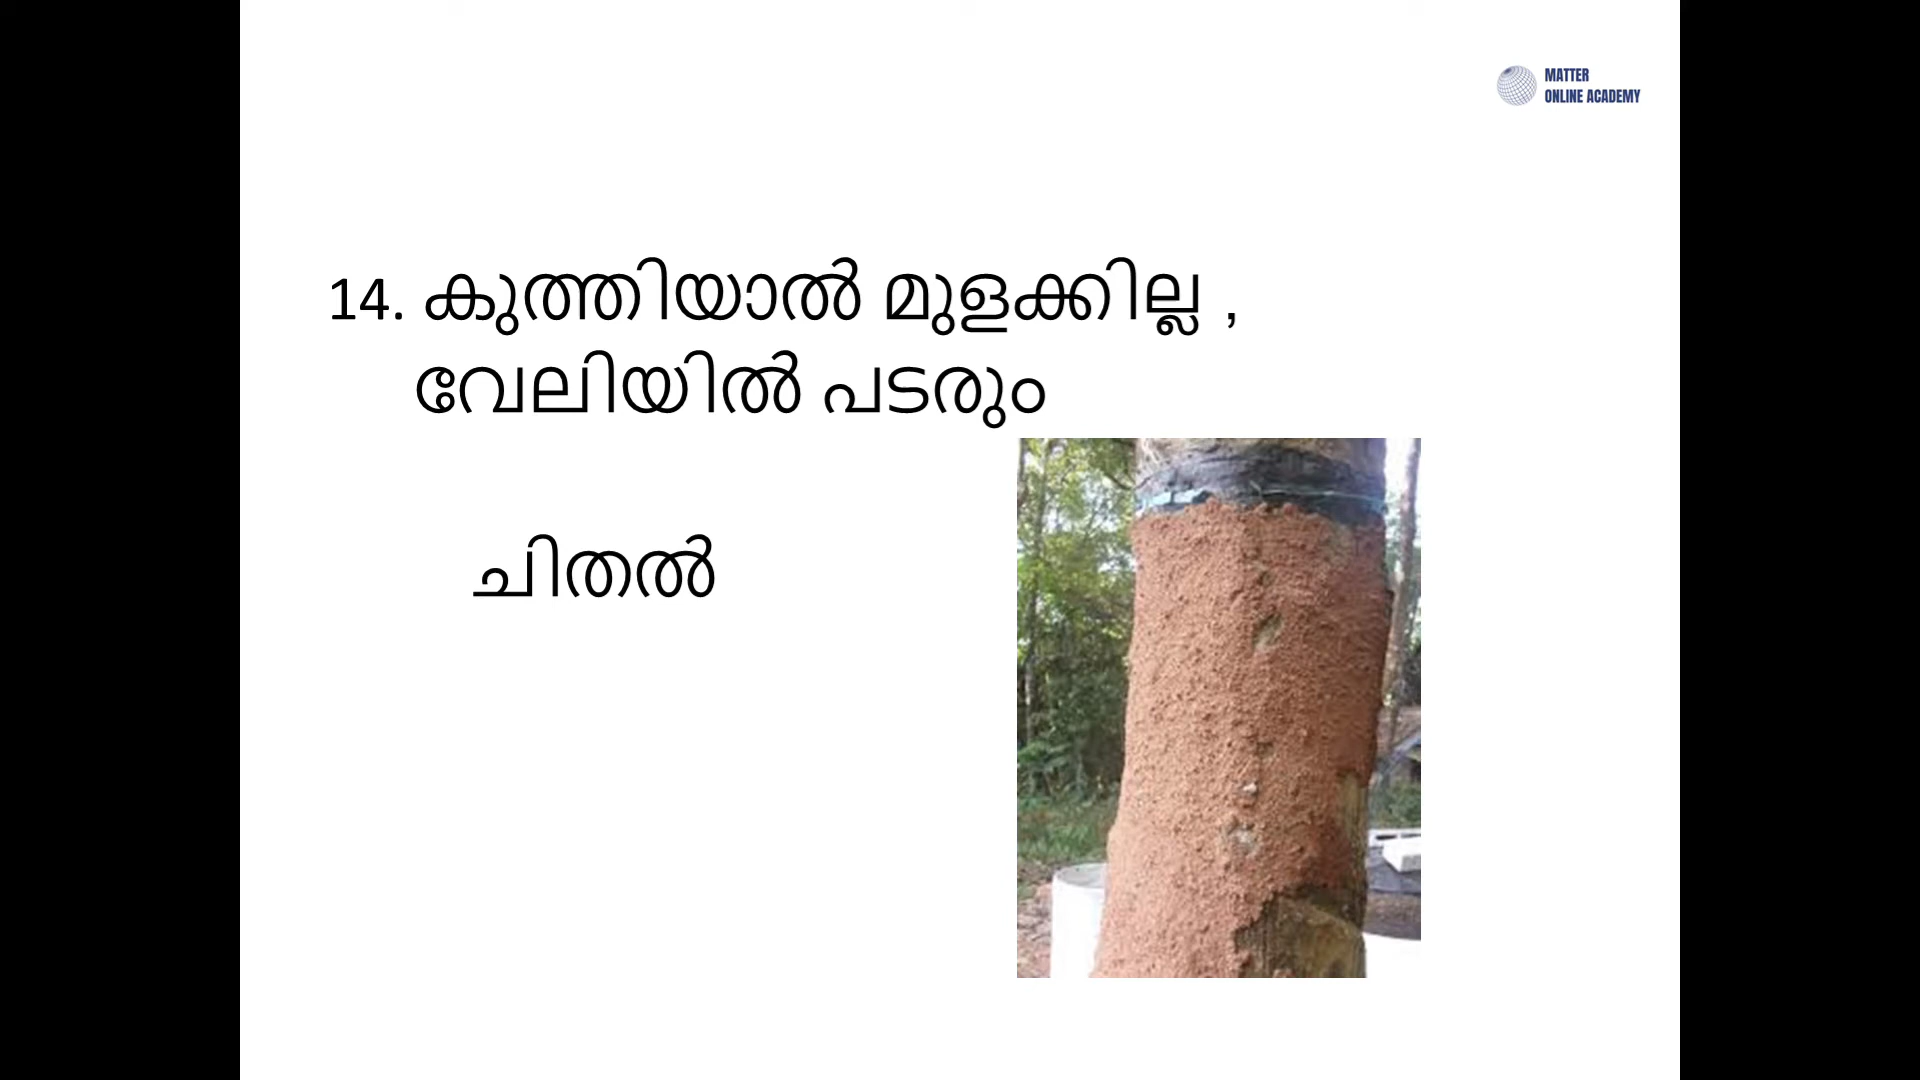 MATTER
ONLINE ACADEMY
14. കുത്തിയാൽ മുളക്കില്ല ,
വേലിയിൽ പടരും
ചിതൽ